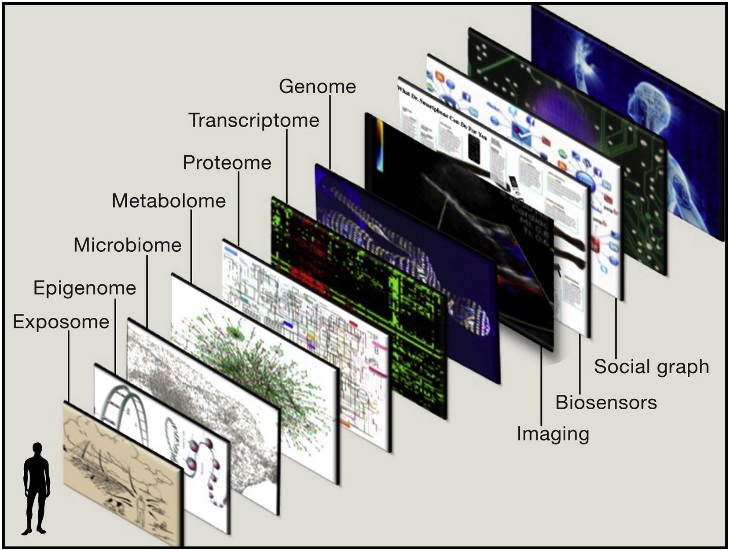 Genome
Transcriptome
Proteome
Metabolome
Microbiome
Epigenome
Exposome
What Dr. Smartphone Can Do For You
Social graph
Biosensors
Imaging